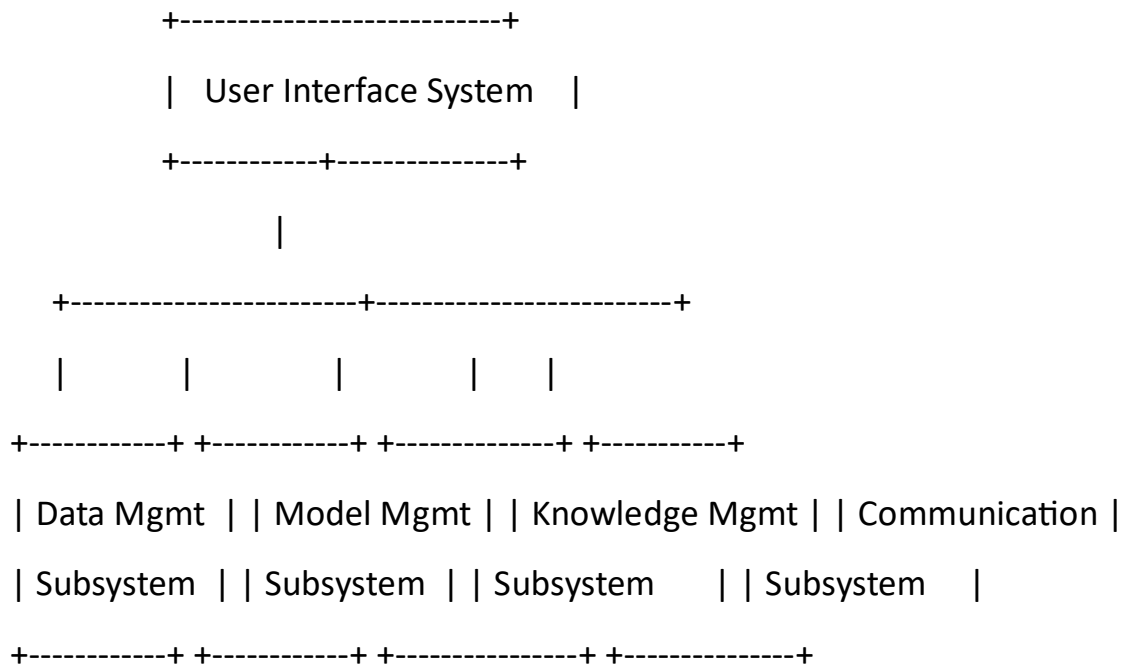 +----------------------------+
| User Interface System |
+------------+---------------+
|
+-------------------------+--------------------------+
| | | | |
+------------+ +------------+ +--------------+ +-----------+
| Data Mgmt | | Model Mgmt | | Knowledge Mgmt | | Communication |
| Subsystem | | Subsystem | | Subsystem | | Subsystem |
+------------+ +------------+ +----------------+ +---------------+